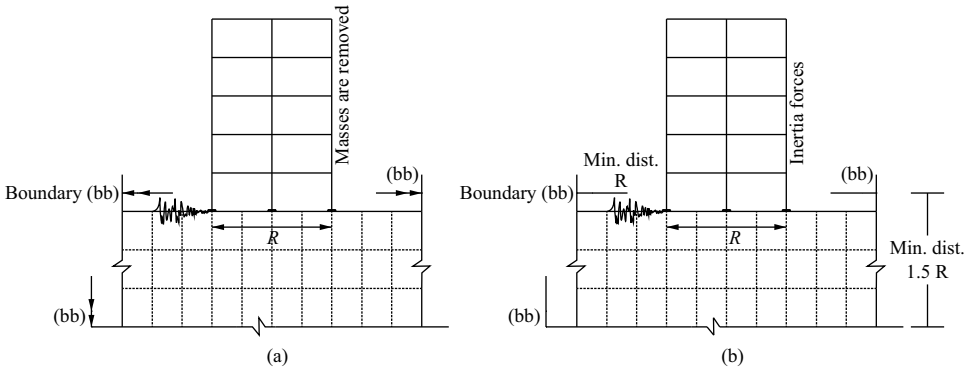 Masses are removed
(bb)
Boundary (bb)
R
(bb)
(a)
Inertia forces
Min. dist.
R
(bb)
Boundary (bb)
R
Min. dist.
1.5 R
(bb)
(b)